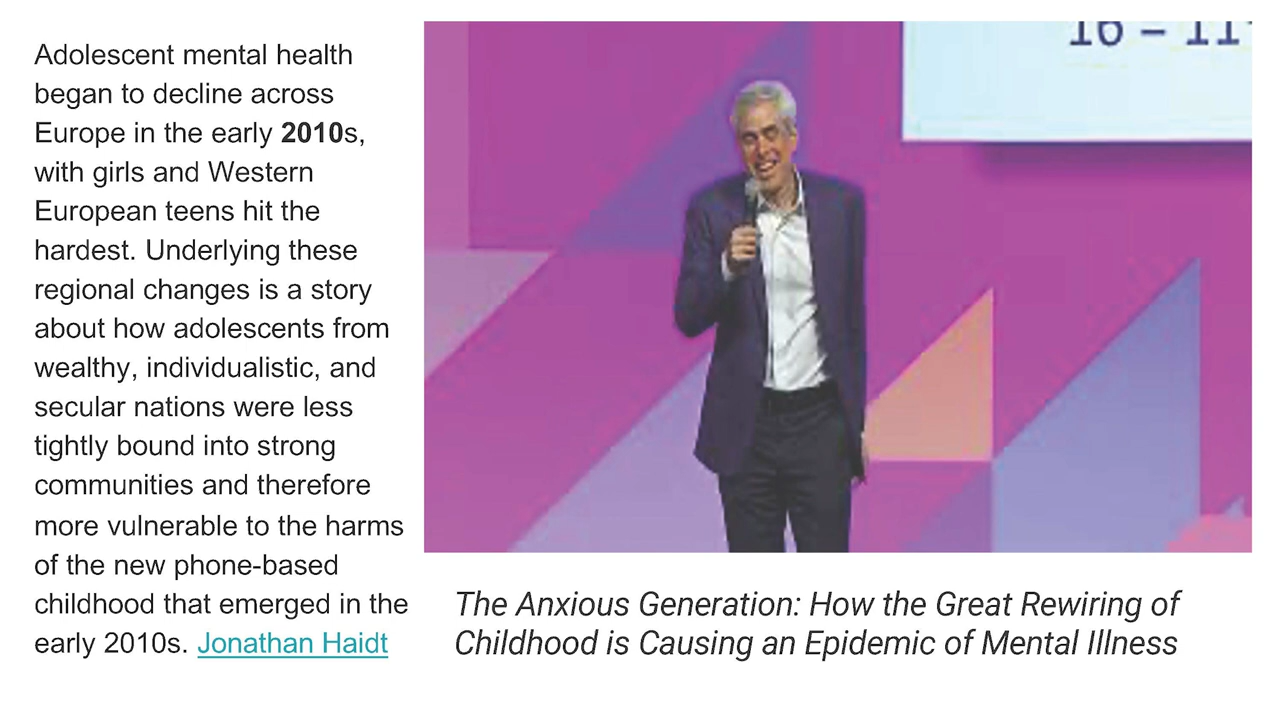 Adolescent mental health
began to decline across
Europe in the early 2010s,
with girls and Western
European teens hit the
hardest. Underlying these
regional changes is a story
about how adolescents from
wealthy, individualistic, and
secular nations were less
tightly bound into strong
communities and therefore
more vulnerable to the harms
of the new phone-based
childhood that emerged in the
early 2010s. Jonathan Haidt
16 – 11
The Anxious Generation: How the Great Rewiring of
Childhood is Causing an Epidemic of Mental Illness